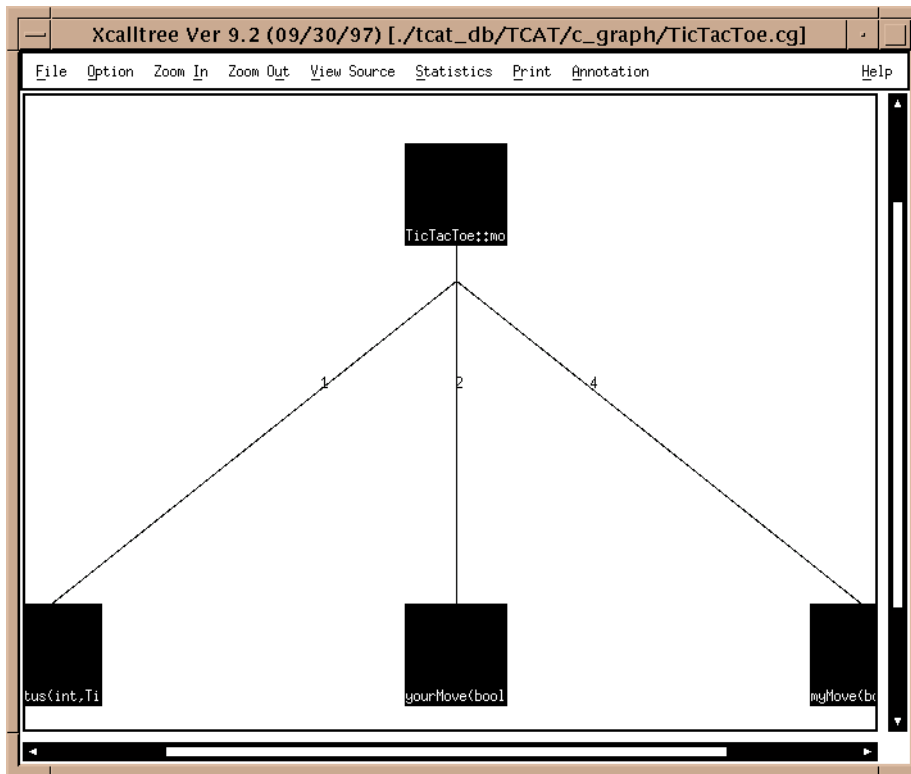 Xcalltree Ver 9.2 (09/30/97) [./tcat_db/TCAT/c_graph/TicTacToe.cg]
File Option Zoom In Zoom Out View Source Statistics Print Annotation Help
TicTacToe::mo
1 2 4
tus(int,Ti yourMove(bool myMove(bo